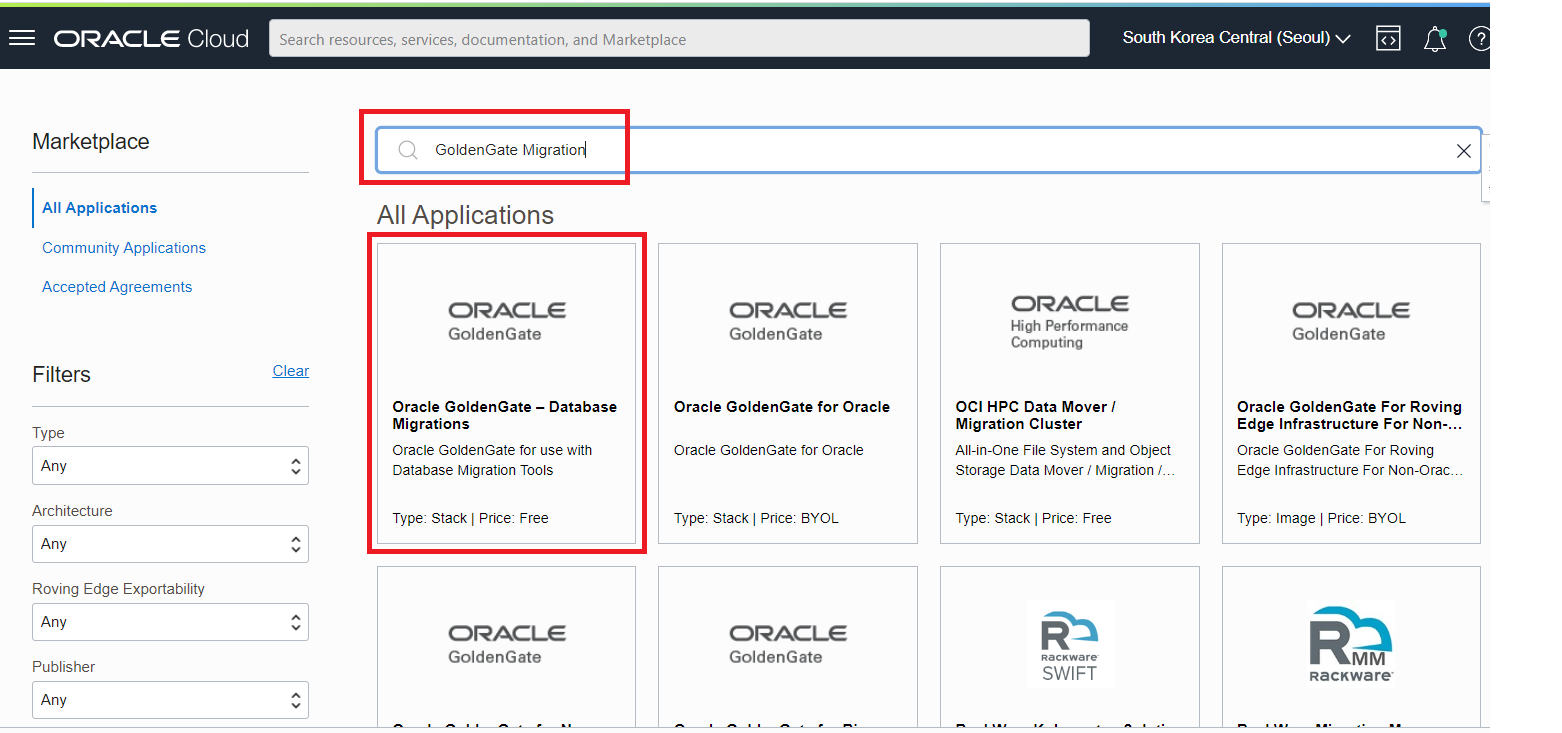 ORACLE Cloud
Search resources, services, documentation, and Marketplace
South Korea Central (Seoul)
Marketplace
All Applications
Community Applications
Accepted Agreements
Filters
Clear
Type
Any
Architecture
Any
Roving Edge Exportability
Any
Publisher
Any
GoldenGate Migration
All Applications
ORACLE
GoldenGate
Oracle GoldenGate – Database
Migrations
Oracle GoldenGate for use with
Database Migration Tools
Type: Stack | Price: Free
ORACLE
GoldenGate
Oracle GoldenGate for Oracle
Oracle GoldenGate for Oracle
Type: Stack | Price: BYOL
ORACLE
High Performance
Computing
OCI HPC Data Mover /
Migration Cluster
All-in-One File System and Object
Storage Data Mover / Migration /...
Type: Stack | Price: Free
ORACLE
GoldenGate
Oracle GoldenGate For Roving
Edge Infrastructure For Non-...
Oracle GoldenGate For Roving
Edge Infrastructure For Non-Orac...
Type: Image | Price: BYOL
ORACLE
GoldenGate
ORACLE
GoldenGate
RACKWARE
SWIFT
RMM
RACKWARE